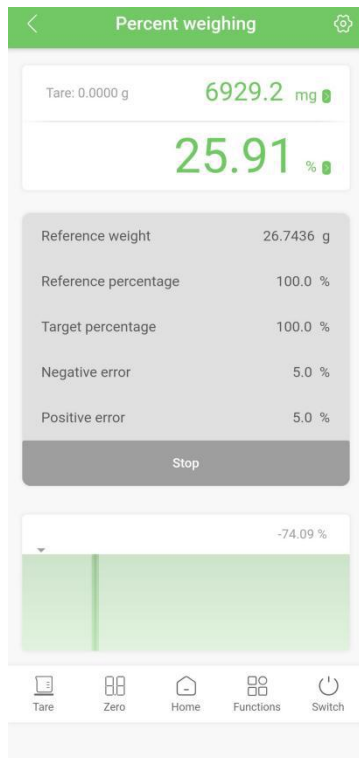 Percent weighing
Tare: 0.0000 g 6929.2 mg
25.91 %
Reference weight 26.7436 g
Reference percentage 100.0 %
Target percentage 100.0 %
Negative error 5.0 %
Positive error 5.0 %
Stop
-74.09 %
Tare Zero Home Functions Switch